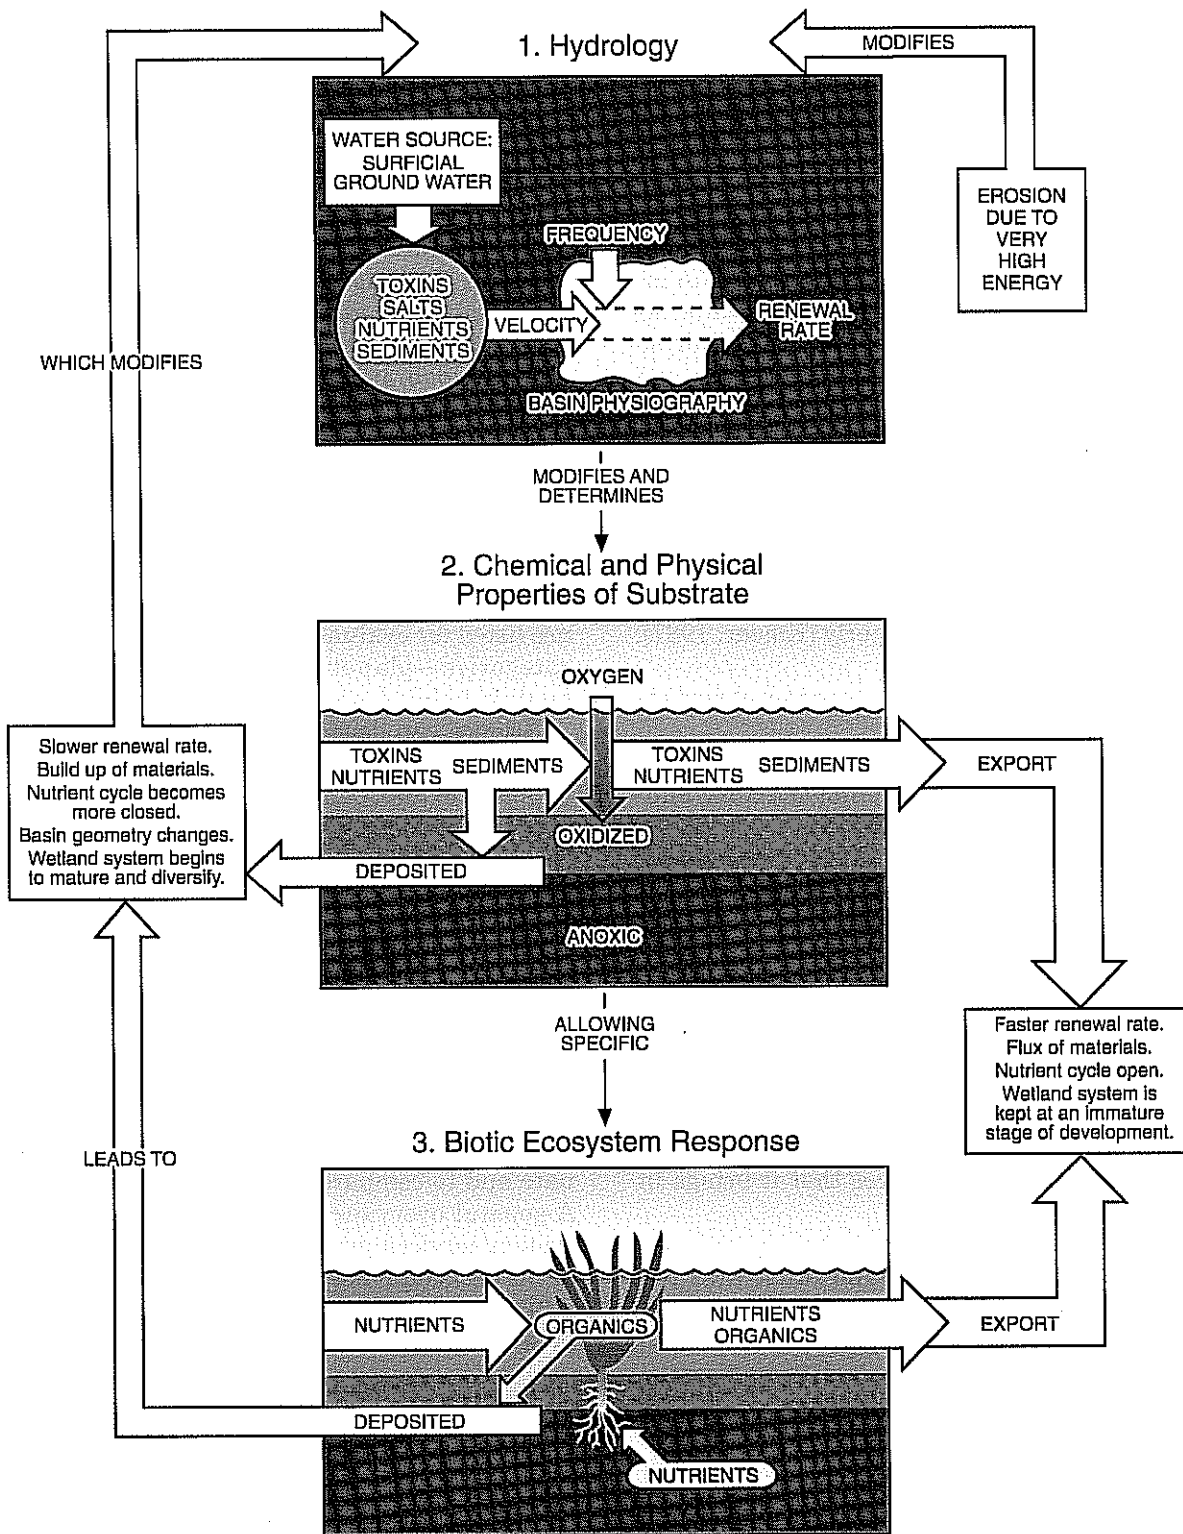 1. Hydrology
MODIFIES
WATER SOURCE:
SURFICIAL
GROUND WATER
EROSION
DUE TO
VERY
HIGH
ENERGY
FREQUENCY
TOXINS
SALTS
NUTRIENTS
SEDIMENTS
VELOCITY
RENEWAL
RATE
BASIN PHYSIOGRAPHY
WHICH MODIFIES
MODIFIES AND
DETERMINES
2. Chemical and Physical
Properties of Substrate
OXYGEN
TOXINS
NUTRIENTS
SEDIMENTS
TOXINS
NUTRIENTS
SEDIMENTS
EXPORT
OXIDIZED
DEPOSITED
ANOXIC
Slower renewal rate.
Build up of materials.
Nutrient cycle becomes
more closed.
Basin geometry changes.
Wetland system begins
to mature and diversify.
ALLOWING
SPECIFIC
Faster renewal rate.
Flux of materials.
Nutrient cycle open.
Wetland system is
kept at an immature
stage of development.
LEADS TO
3. Biotic Ecosystem Response
NUTRIENTS
ORGANICS
NUTRIENTS
ORGANICS
EXPORT
DEPOSITED
NUTRIENTS